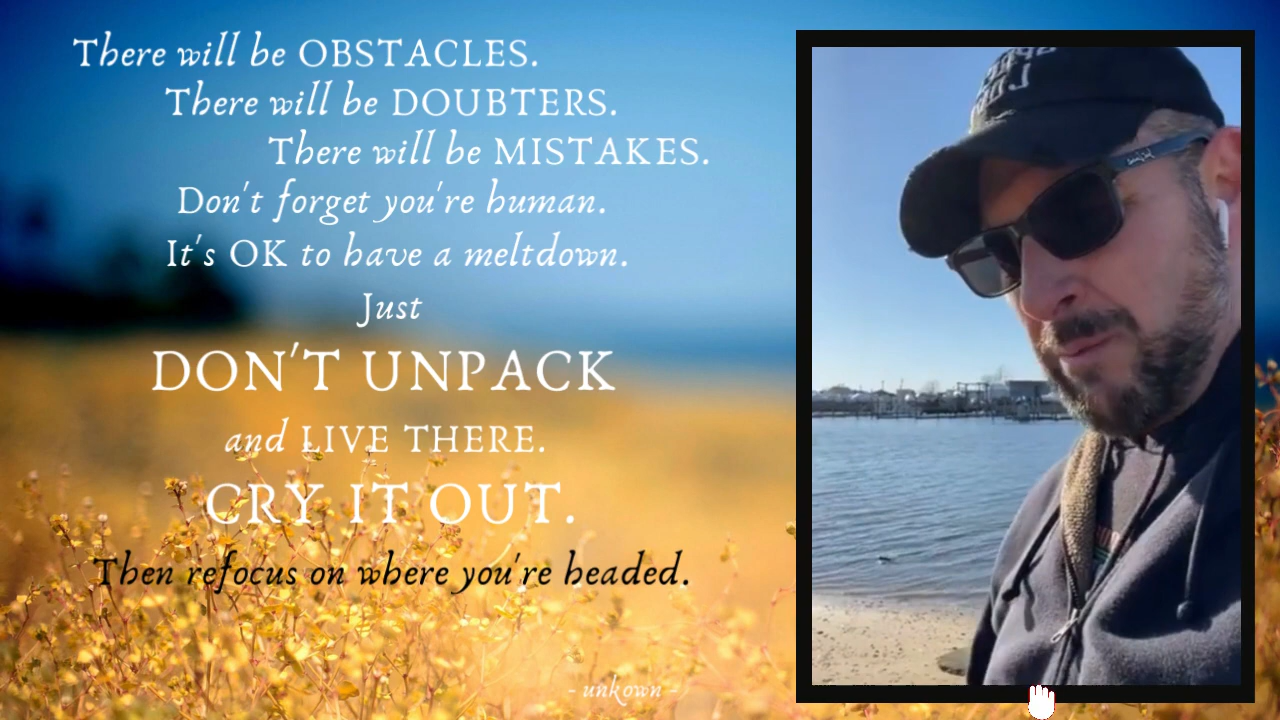 There will be OBSTACLES.
There will be DOUBTERS.
There will be MISTAKES.
Don't forget you're human.
It's OK to have a meltdown.
Just
DON'T UNPACK
and LIVE THERE.
CRY IT OUT.
Then refocus on where you're headed.
- unkown -